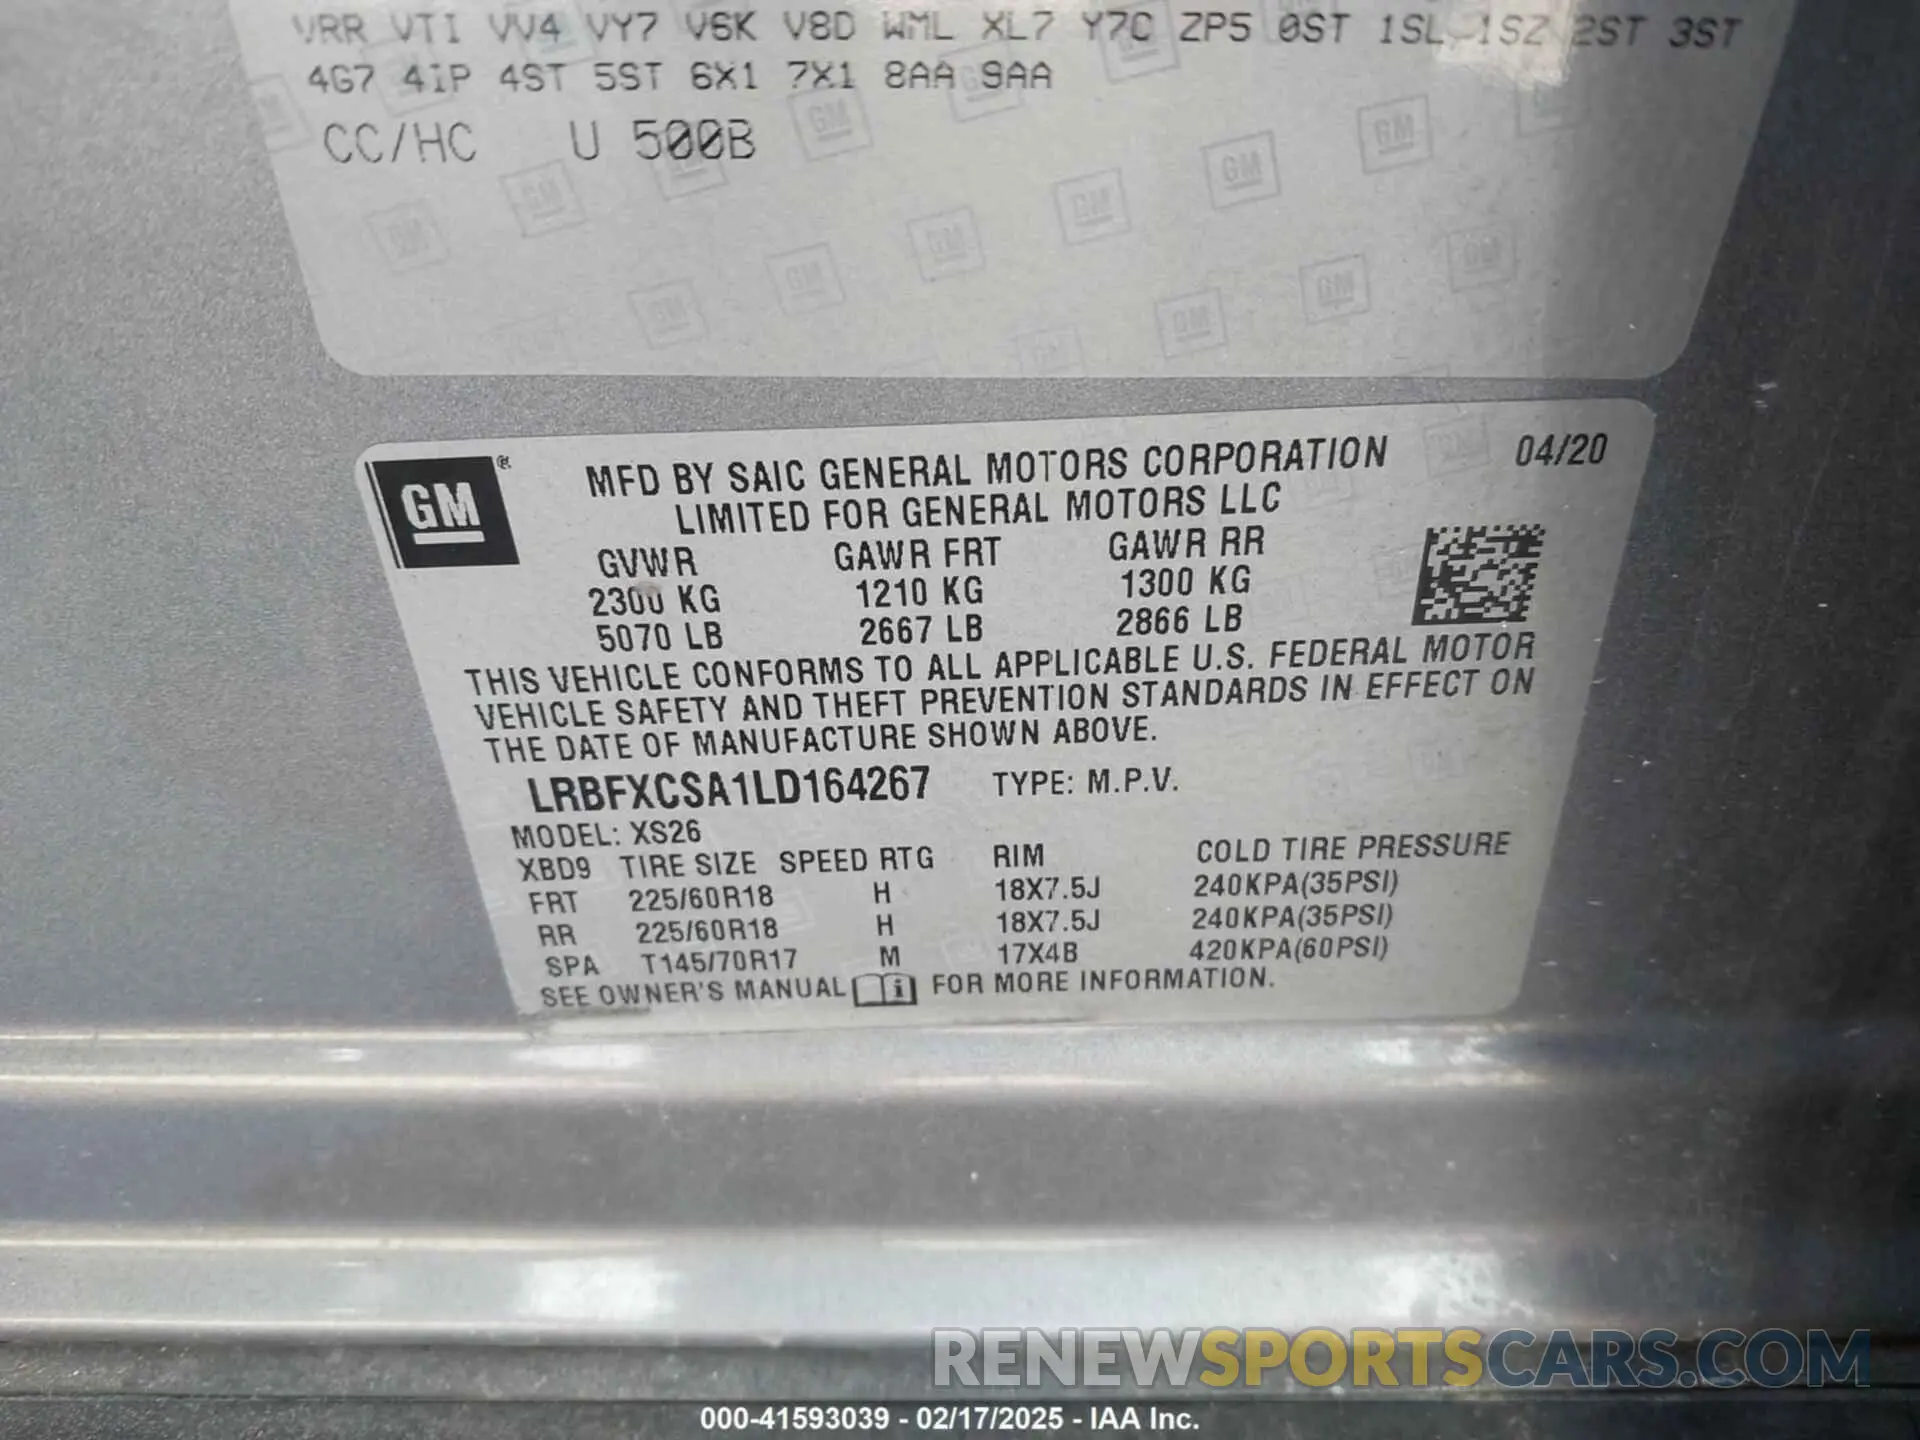 VRR VTI VV4 VY7 V6K V8D WML XL7 Y7C ZP5 0ST 1SL 1SZ 2ST 3ST
4G7 4iP 4ST 5ST 6X1 7X1 8AA 9AA
CC/HC U 500B
GM®
MFD BY SAIC GENERAL MOTORS CORPORATION 04/20
LIMITED FOR GENERAL MOTORS LLC
GVWR GAWR FRT GAWR RR
2300 KG 1210 KG 1300 KG
5070 LB 2667 LB 2866 LB
THIS VEHICLE CONFORMS TO ALL APPLICABLE U.S. FEDERAL MOTOR
VEHICLE SAFETY AND THEFT PREVENTION STANDARDS IN EFFECT ON
THE DATE OF MANUFACTURE SHOWN ABOVE.
LRBFXCSA1LD164267 TYPE: M.P.V.
MODEL: XS26
XBD9 TIRE SIZE SPEED RTG RIM COLD TIRE PRESSURE
FRT 225/60R18 H 18X7.5J 240KPA(35PSI)
RR 225/60R18 H 18X7.5J 240KPA(35PSI)
SPA T145/70R17 M 17X4B 420KPA(60PSI)
SEE OWNER'S MANUAL i FOR MORE INFORMATION.
RENEWSPORTSCARS.COM
000-41593039 - 02/17/2025 - IAA Inc.